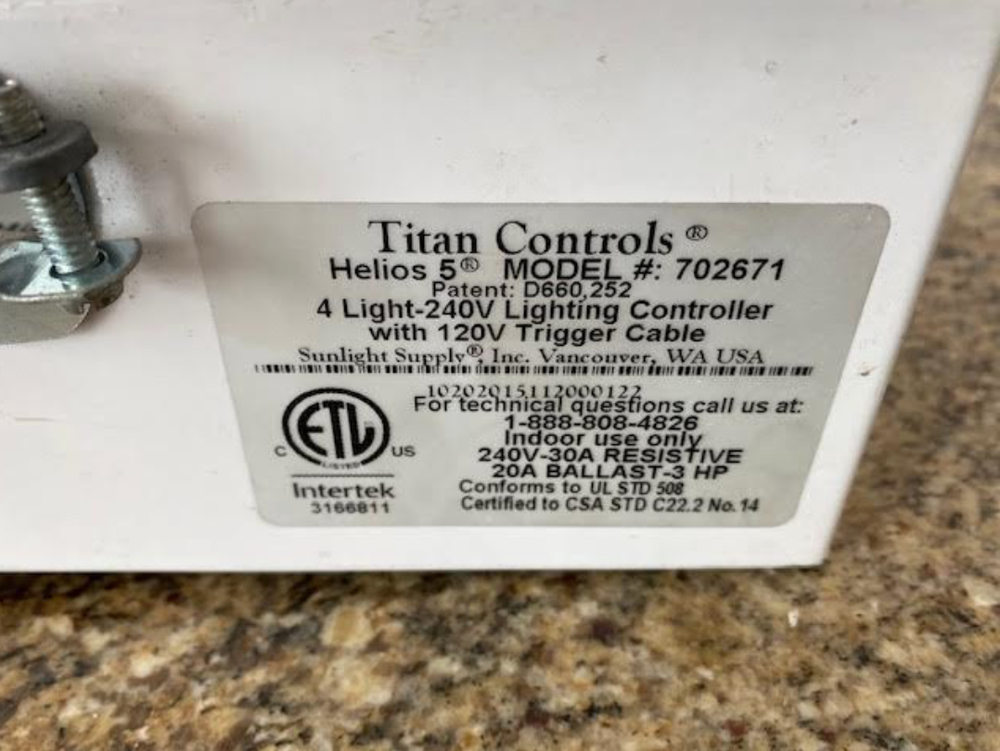 Titan Controls ®
Helios 5® MODEL #: 702671
Patent: D660,252
4 Light-240V Lighting Controller
with 120V Trigger Cable
Sunlight Supply®, Inc. Vancouver, WA USA
10202015112000122
For technical questions call us at:
1-888-808-4826
Indoor use only
240V-30A RESISTIVE
20A BALLAST-3 HP
Conforms to UL STD 508
Certified to CSA STD C22.2 No.14
ETL
LISTED
C US
Intertek
3166811